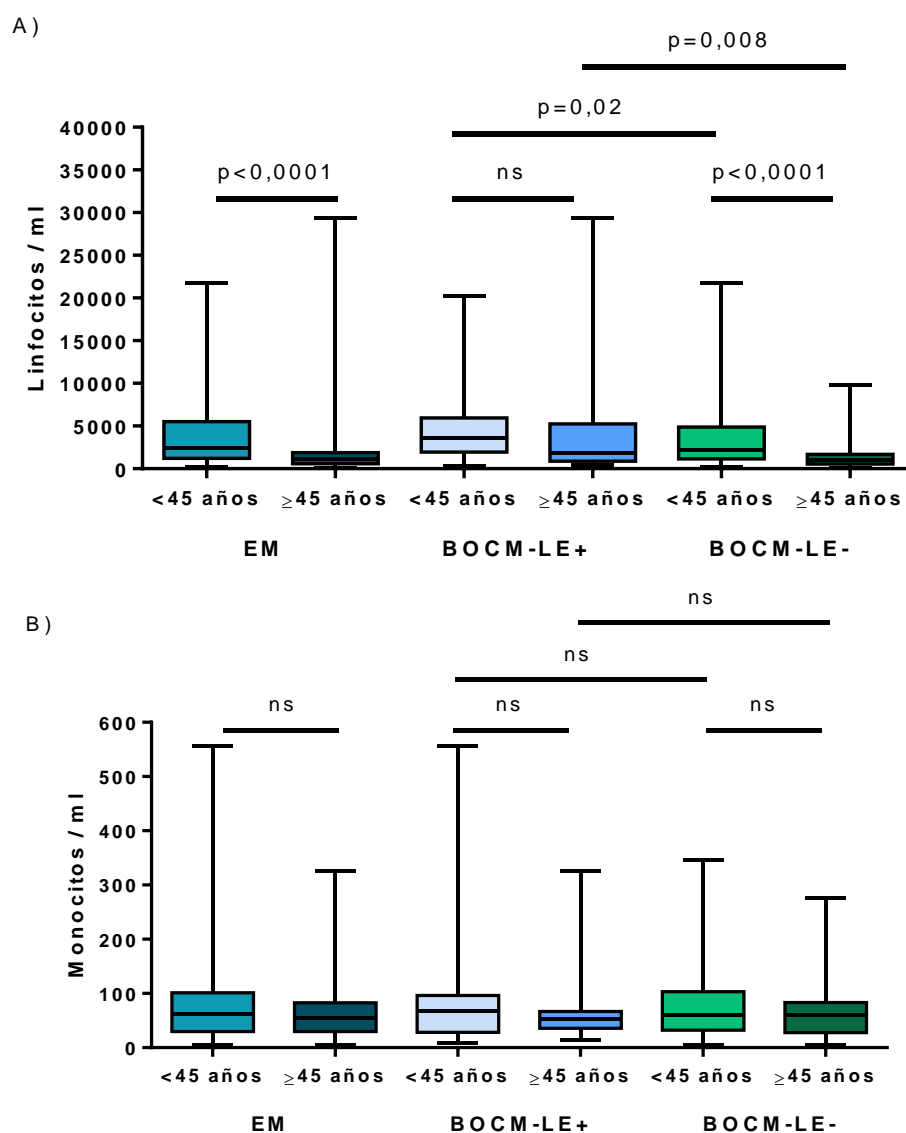 A)
p=0,008
p=0,02
p<0,0001 ns p<0,0001
40000
35000
30000
25000
20000
15000
10000
5000
0
Linfocitos/ml
<45 años ≥45 años <45 años ≥45 años <45 años ≥45 años
EM BOCM-LE+ BOCM-LE-
B)
ns
ns
ns ns ns
600
500
400
300
200
100
0
Monocitos/ml
<45 años ≥45 años <45 años ≥45 años <45 años ≥45 años
EM BOCM-LE+ BOCM-LE-